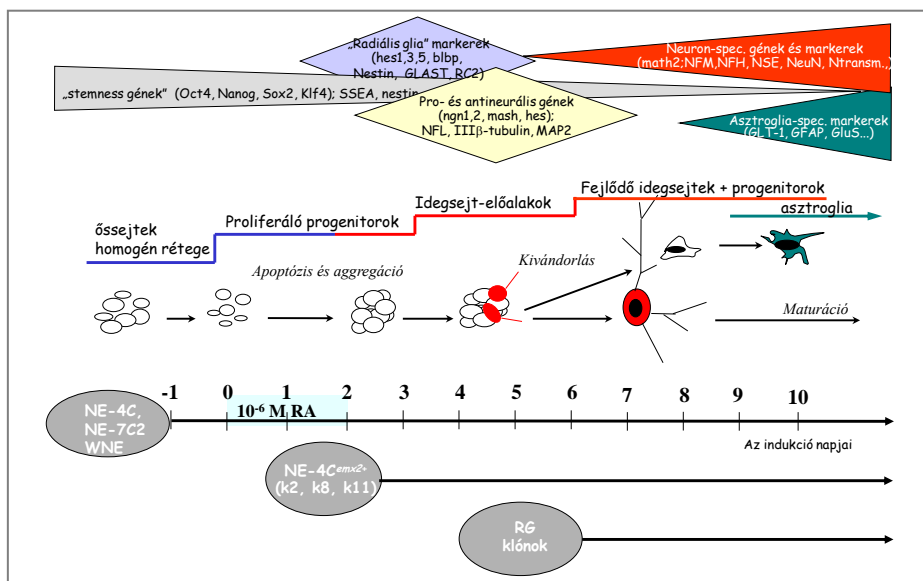 „Radiális glia” markerek
(hes1,3,5, blbp,
Nestin, GLAST, RC2)
Neuron-spec. gének és markerek
(math2;NFM,NFH, NSE, NeuN, Ntransm.,)
„stemness gének” (Oct4, Nanog, Sox2, Klf4); SSEA, nestin
Pro- és antineurális gének
(ngn1,2, mash, hes);
NFL, IIIβ-tubulin, MAP2
Asztroglia-spec. markerek
(GLT-1, GFAP, GluS...)
őssejtek
homogén rétege
Proliferáló progenitorok
Idegsejt-előalakok
Fejlődő idegsejtek + progenitorok
asztroglia
Apoptózis és aggregáció
Kivándorlás
Maturáció
-1 0 1 2 3 4 5 6 7 8 9 10
10-6 M RA
NE-4C,
NE-7C2
WNE
Az indukció napjai
NE-4Cemx2+
(k2, k8, k11)
RG
klónok